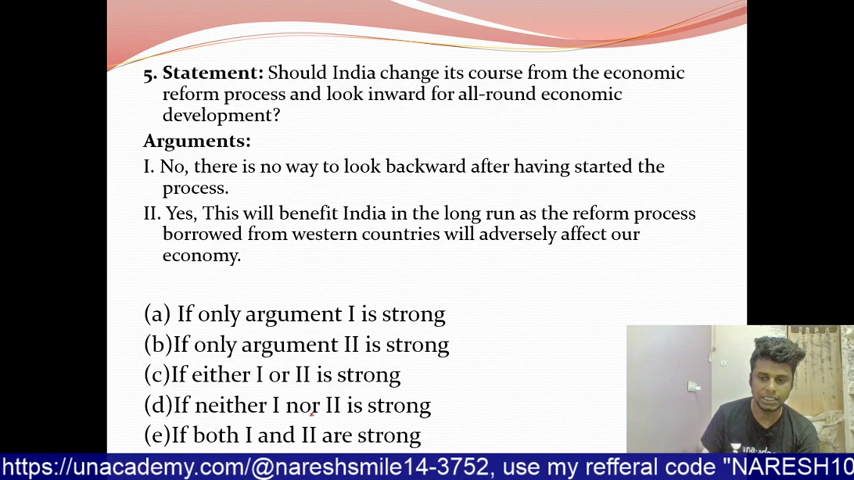 5. Statement: Should India change its course from the economic
reform process and look inward for all-round economic
development?
Arguments:
I. No, there is no way to look backward after having started the
process.
II. Yes, This will benefit India in the long run as the reform process
borrowed from western countries will adversely affect our
economy.
(a) If only argument I is strong
(b)If only argument II is strong
(c)If either I or II is strong
(d)If neither I nor II is strong
(e)If both I and II are strong
https://unacademy.com/@nareshsmile14-3752, use my refferal code "NARESH10